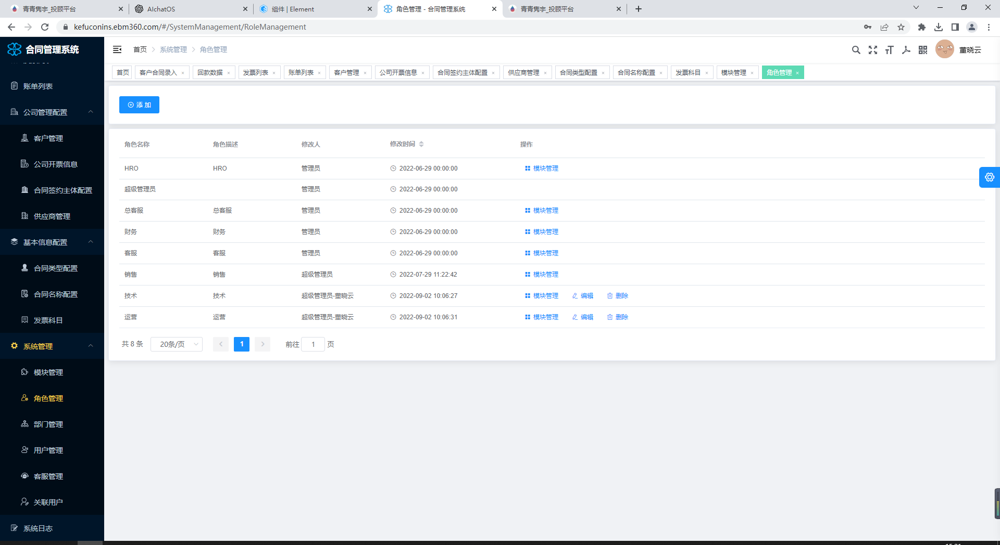 青青隽宇_投顾平台
AIchatOS
组件 | Element
角色管理 - 合同管理系统
青青隽宇_投顾平台
kefuconins.ebm360.com/#/SystemManagement/RoleManagement
合同管理系统
首页 > 系统管理 > 角色管理
董晓云
首页 客户合同录入 × 回款数据 × 发票列表 × 账单列表 × 客户管理 × 公司开票信息 × 合同签约主体配置 × 供应商管理 × 合同类型配置 × 合同名称配置 × 发票科目 × 模块管理 × 角色管理 ×
账单列表
公司管理配置
客户管理
公司开票信息
合同签约主体配置
供应商管理
基本信息配置
合同类型配置
合同名称配置
发票科目
系统管理
模块管理
角色管理
部门管理
用户管理
客服管理
关联用户
系统日志
添 加
角色名称 角色描述 修改人 修改时间 操作
HRO HRO 管理员 2022-06-29 00:00:00 模块管理
超级管理员 管理员 2022-06-29 00:00:00
总客服 总客服 管理员 2022-06-29 00:00:00 模块管理
财务 财务 管理员 2022-06-29 00:00:00 模块管理
客服 客服 管理员 2022-06-29 00:00:00 模块管理
销售 销售 超级管理员 2022-07-29 11:22:42 模块管理
技术 技术 超级管理员-董晓云 2022-09-02 10:06:27 模块管理 编辑 删除
运营 运营 超级管理员-董晓云 2022-09-02 10:06:31 模块管理 编辑 删除
共 8 条 20条/页 < 1 > 前往 1 页